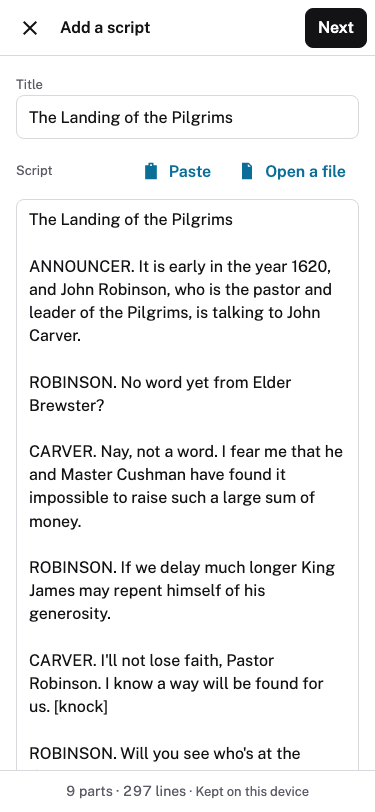 Add a script
Next
Title
The Landing of the Pilgrims
Script
Paste
Open a file
The Landing of the Pilgrims
ANNOUNCER. It is early in the year 1620,
and John Robinson, who is the pastor and
leader of the Pilgrims, is talking to John
Carver.
ROBINSON. No word yet from Elder
Brewster?
CARVER. Nay, not a word. I fear me that he
and Master Cushman have found it
impossible to raise such a large sum of
money.
ROBINSON. If we delay much longer King
James may repent himself of his
generosity.
CARVER. I'll not lose faith, Pastor
Robinson. I know a way will be found for
us. [knock]
ROBINSON. Will you see who's at the
9 parts · 297 lines · Kept on this device